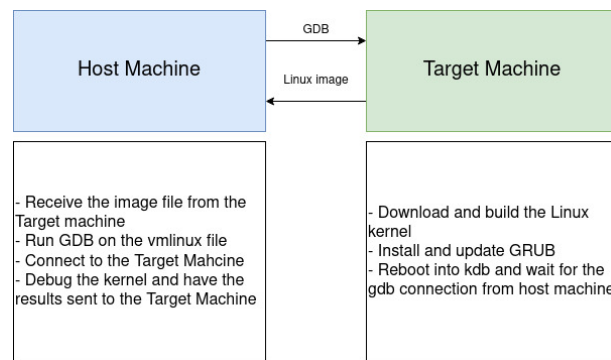 Host Machine
GDB
Linux image
Target Machine
- Receive the image file from the
Target machine
- Run GDB on the vmlinux file
- Connect to the Target Mahcine
- Debug the kernel and have the
results sent to the Target Machine
- Download and build the Linux
kernel
- Install and update GRUB
- Reboot into kdb and wait for the
gdb connection from host machine